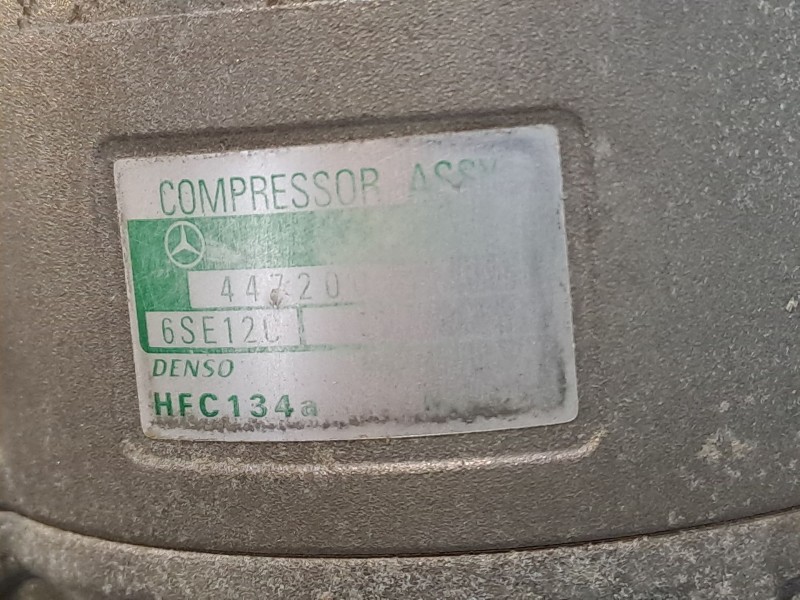 COMPRESSOR ASSY
44720
6SE12C
DENSO
HFC134a